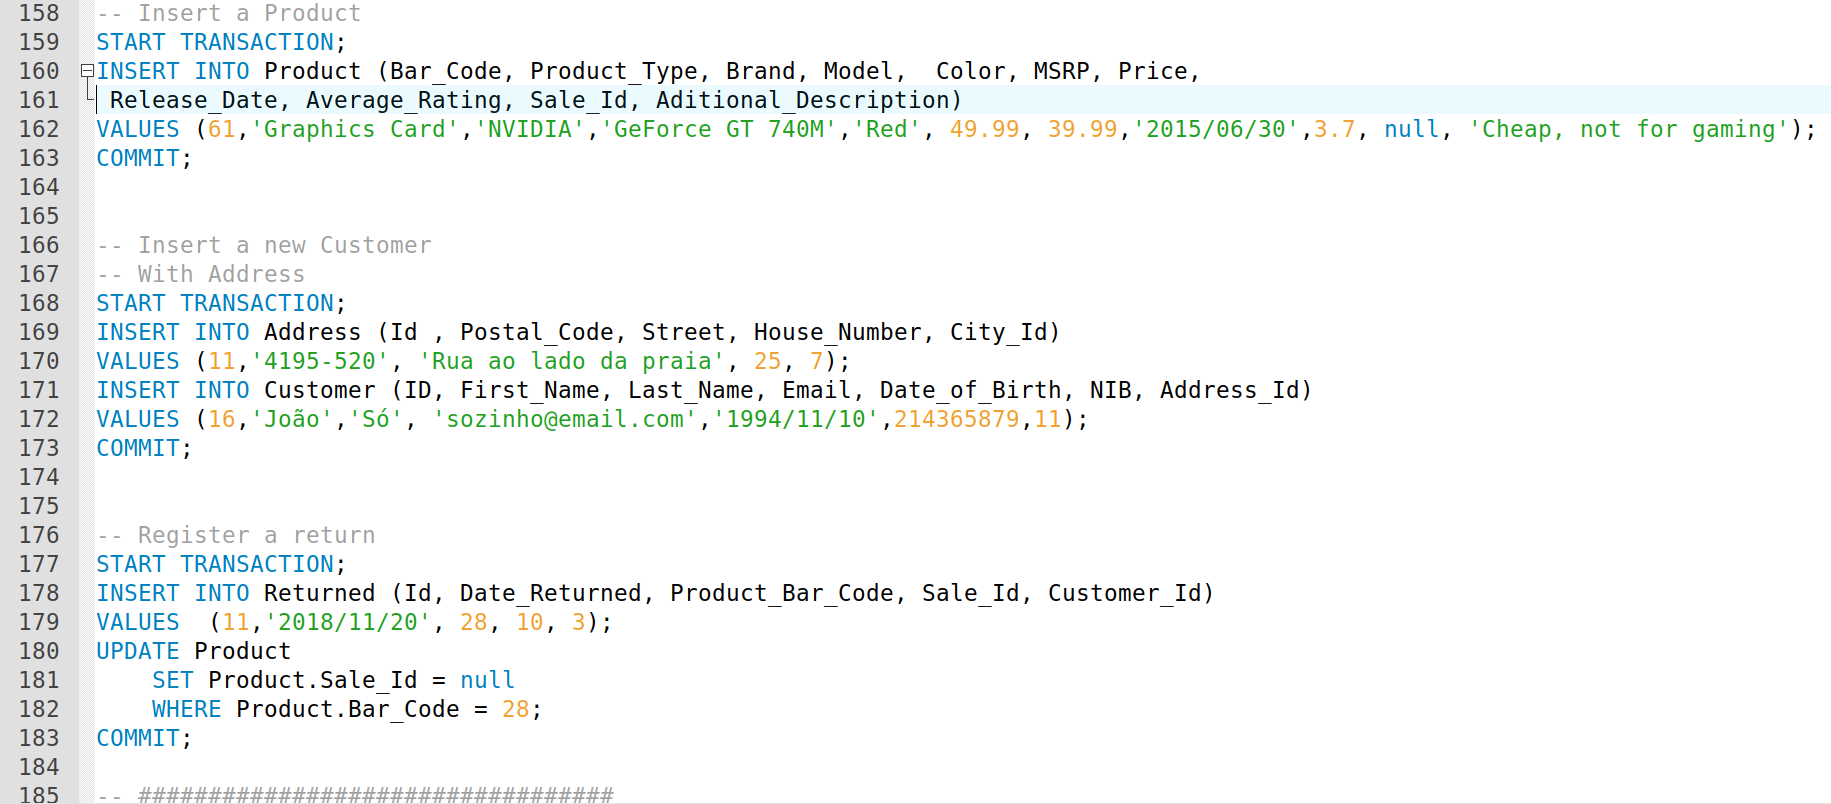 158 -- Insert a Product
159 START TRANSACTION;
160 INSERT INTO Product (Bar_Code, Product_Type, Brand, Model,  Color, MSRP, Price,
161  Release_Date, Average_Rating, Sale_Id, Aditional_Description)
162 VALUES (61,'Graphics Card','NVIDIA','GeForce GT 740M','Red', 49.99, 39.99,'2015/06/30',3.7, null, 'Cheap, not for gaming');
163 COMMIT;
164
165
166 -- Insert a new Customer
167 -- With Address
168 START TRANSACTION;
169 INSERT INTO Address (Id , Postal_Code, Street, House_Number, City_Id)
170 VALUES (11,'4195-520', 'Rua ao lado da praia', 25, 7);
171 INSERT INTO Customer (ID, First_Name, Last_Name, Email, Date_of_Birth, NIB, Address_Id)
172 VALUES (16,'João','Só', 'sozinho@email.com','1994/11/10',214365879,11);
173 COMMIT;
174
175
176 -- Register a return
177 START TRANSACTION;
178 INSERT INTO Returned (Id, Date_Returned, Product_Bar_Code, Sale_Id, Customer_Id)
179 VALUES  (11,'2018/11/20', 28, 10, 3);
180 UPDATE Product
181     SET Product.Sale_Id = null
182     WHERE Product.Bar_Code = 28;
183 COMMIT;
184
185 -- ##################################